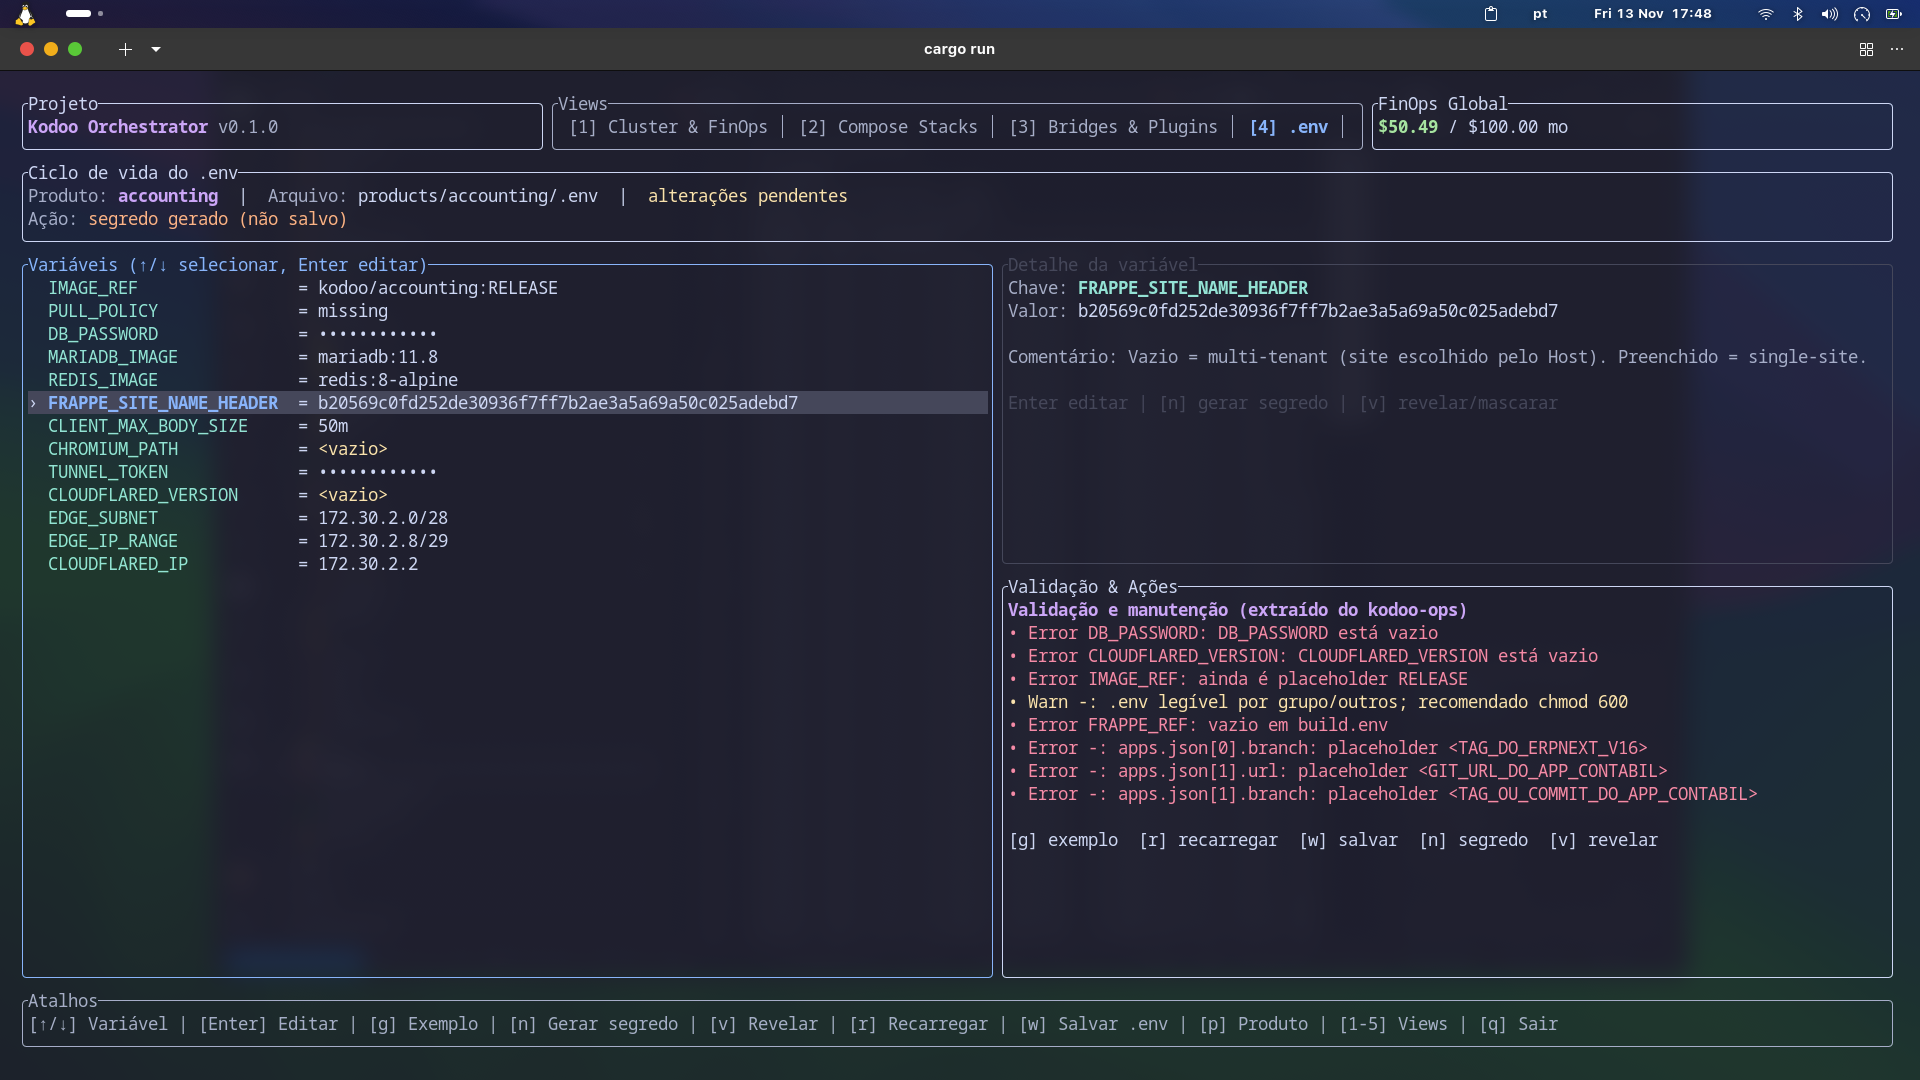 pt
Fri 13 Nov 17:48
cargo run
Projeto
Kodoo Orchestrator v0.1.0
Views
[1] Cluster & FinOps │ [2] Compose Stacks │ [3] Bridges & Plugins │ [4] .env │
FinOps Global
$50.49 / $100.00 mo
Ciclo de vida do .env
Produto: accounting | Arquivo: products/accounting/.env | alterações pendentes
Ação: segredo gerado (não salvo)
Variáveis (↑/↓ selecionar, Enter editar)
IMAGE_REF = kodoo/accounting:RELEASE
PULL_POLICY = missing
DB_PASSWORD = ••••••••••••
MARIADB_IMAGE = mariadb:11.8
REDIS_IMAGE = redis:8-alpine
› FRAPPE_SITE_NAME_HEADER = b20569c0fd252de30936f7ff7b2ae3a5a69a50c025adebd7
CLIENT_MAX_BODY_SIZE = 50m
CHROMIUM_PATH = <vazio>
TUNNEL_TOKEN = ••••••••••••
CLOUDFLARED_VERSION = <vazio>
EDGE_SUBNET = 172.30.2.0/28
EDGE_IP_RANGE = 172.30.2.8/29
CLOUDFLARED_IP = 172.30.2.2
Detalhe da variável
Chave: FRAPPE_SITE_NAME_HEADER
Valor: b20569c0fd252de30936f7ff7b2ae3a5a69a50c025adebd7
Comentário: Vazio = multi-tenant (site escolhido pelo Host). Preenchido = single-site.
Enter editar | [n] gerar segredo | [v] revelar/mascarar
Validação & Ações
Validação e manutenção (extraído do kodoo-ops)
• Error DB_PASSWORD: DB_PASSWORD está vazio
• Error CLOUDFLARED_VERSION: CLOUDFLARED_VERSION está vazio
• Error IMAGE_REF: ainda é placeholder RELEASE
• Warn -: .env legível por grupo/outros; recomendado chmod 600
• Error FRAPPE_REF: vazio em build.env
• Error -: apps.json[0].branch: placeholder <TAG_DO_ERPNEXT_V16>
• Error -: apps.json[1].url: placeholder <GIT_URL_DO_APP_CONTABIL>
• Error -: apps.json[1].branch: placeholder <TAG_OU_COMMIT_DO_APP_CONTABIL>
[g] exemplo [r] recarregar [w] salvar [n] segredo [v] revelar
Atalhos
[↑/↓] Variável | [Enter] Editar | [g] Exemplo | [n] Gerar segredo | [v] Revelar | [r] Recarregar | [w] Salvar .env | [p] Produto | [1-5] Views | [q] Sair